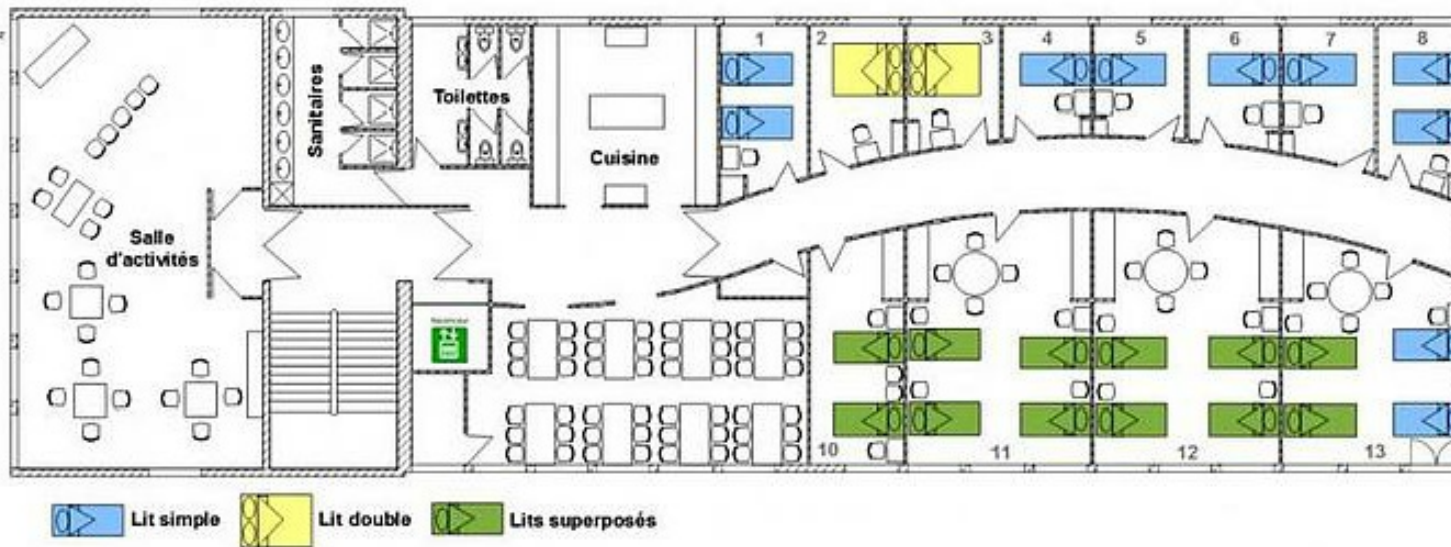 1 2 3 4 5 6 7 8
Sanitaires
Toilettes
Cuisine
Salle
d'activités
10 11 12 13
Lit simple
Lit double
Lits superposés